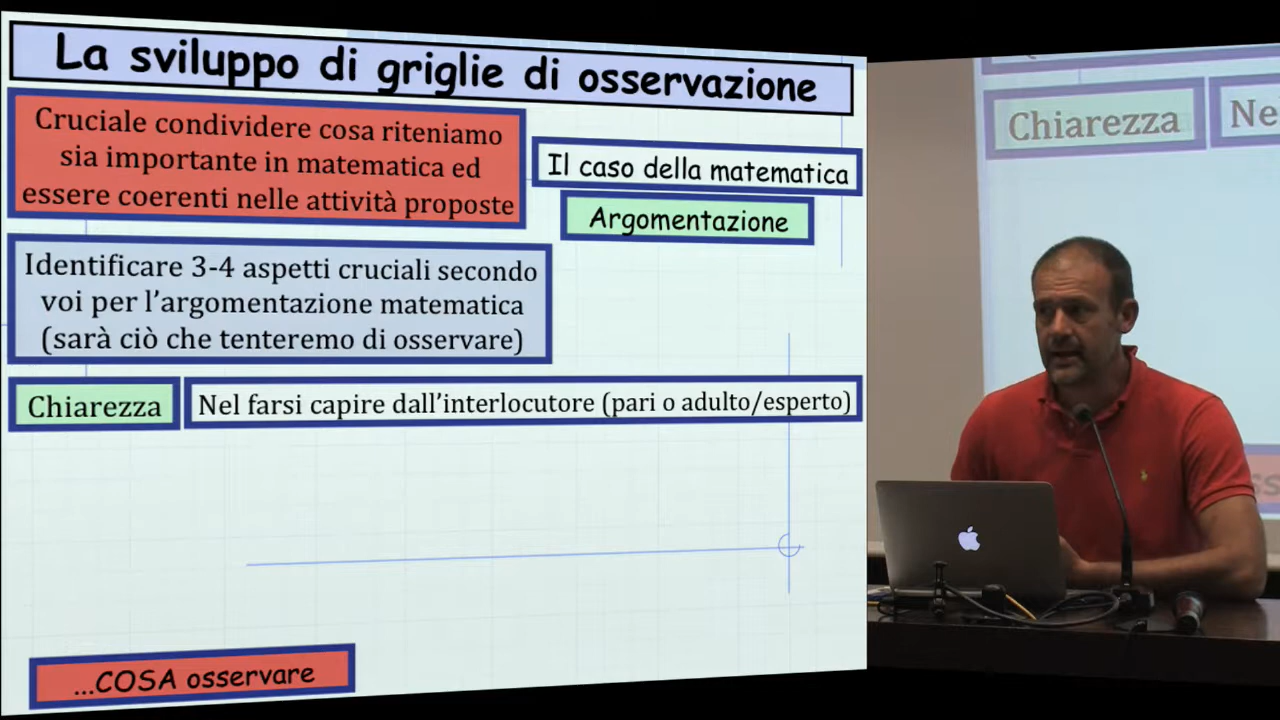 La sviluppo di griglie di osservazione
Cruciale condividere cosa riteniamo
sia importante in matematica ed
essere coerenti nelle attività proposte
Il caso della matematica
Argomentazione
Identificare 3-4 aspetti cruciali secondo
voi per l'argomentazione matematica
(sarà ciò che tenteremo di osservare)
Chiarezza
Nel farsi capire dall'interlocutore (pari o adulto/esperto)
...COSA osservare
Chiarezza
Ne